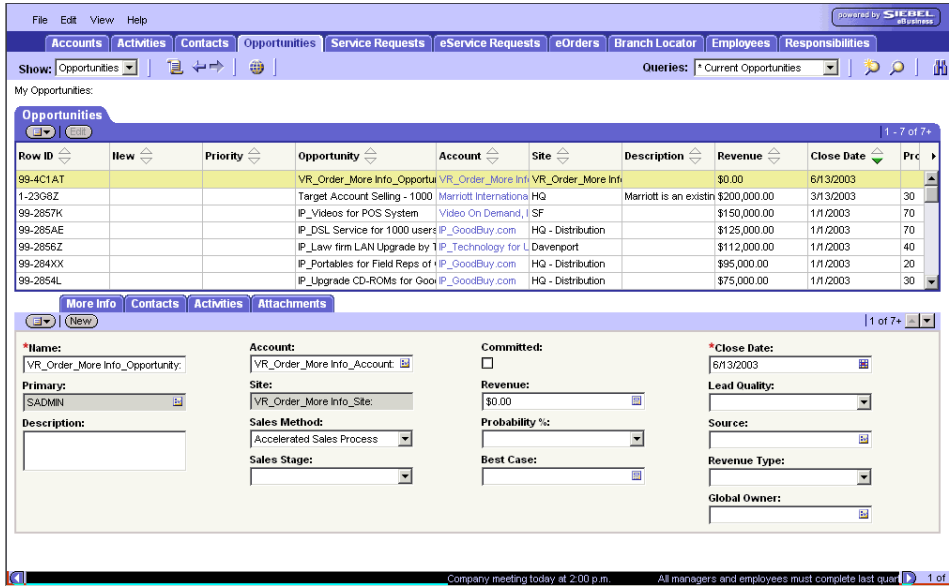 File Edit View Help
powered by SIEBEL eBusiness
Accounts Activities Contacts Opportunities Service Requests eService Requests eOrders Branch Locator Employees Responsibilities
Show: Opportunities Queries: * Current Opportunities
My Opportunities:
Opportunities
Edit 1 - 7 of 7+
Row ID New Priority Opportunity Account Site Description Revenue Close Date Prc
99-4C1AT VR_Order_More Info_Opportu VR_Order_More Inf VR_Order_More Inf $0.00 6/13/2003
1-23G8Z Target Account Selling - 1000 Marriott Internationa HQ Marriott is an existin $200,000.00 3/13/2003 30
99-2857K IP_Videos for POS System Video On Demand, I SF $150,000.00 1/1/2003 70
99-285AE IP_DSL Service for 1000 users IP_GoodBuy.com HQ - Distribution $125,000.00 1/1/2003 70
99-2856Z IP_Law firm LAN Upgrade by T IP_Technology for L Davenport $112,000.00 1/1/2003 40
99-284XX IP_Portables for Field Reps of IP_GoodBuy.com HQ - Distribution $95,000.00 1/1/2003 20
99-2854L IP_Upgrade CD-ROMs for Goo IP_GoodBuy.com HQ - Distribution $75,000.00 1/1/2003 30
More Info Contacts Activities Attachments
New 1 of 7+
*Name: Account: Committed: *Close Date:
VR_Order_More Info_Opportunity: VR_Order_More Info_Account: 6/13/2003
Primary: Site: Revenue: Lead Quality:
SADMIN VR_Order_More Info_Site: $0.00
Description: Sales Method: Probability %: Source:
Accelerated Sales Process
Sales Stage: Best Case: Revenue Type:
Global Owner:
Company meeting today at 2:00 p.m. All managers and employees must complete last quart 1 of